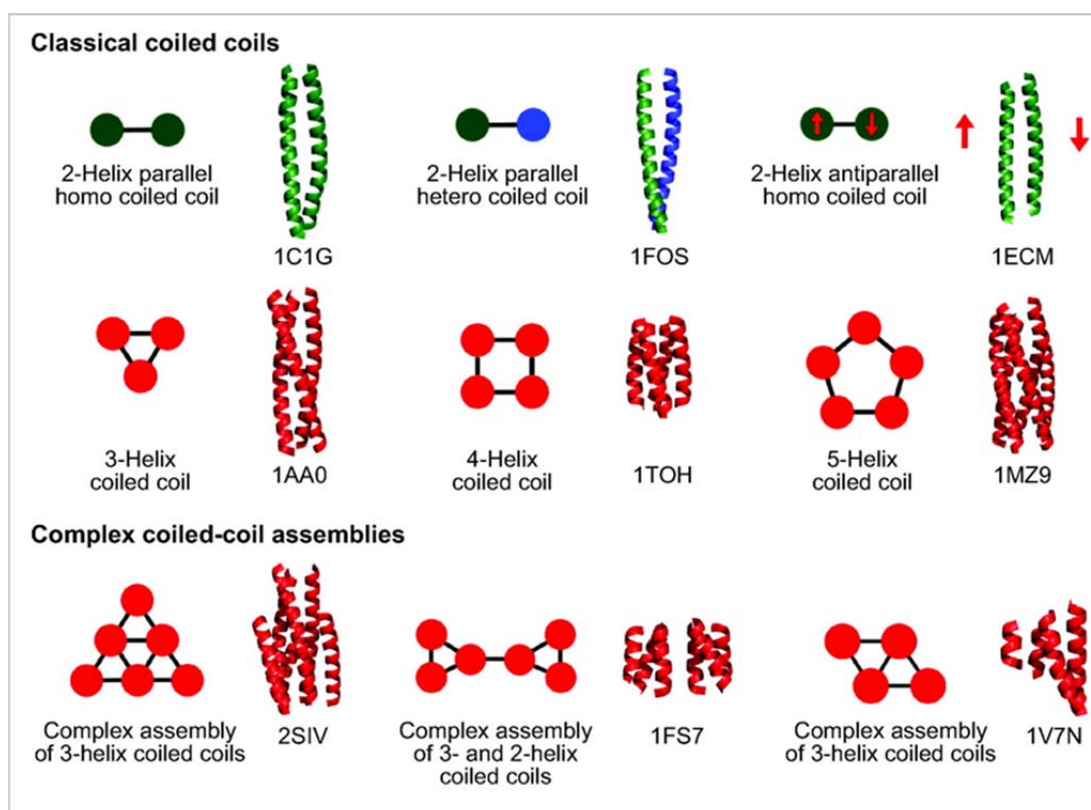 Classical coiled coils
2-Helix parallel
homo coiled coil
1C1G
2-Helix parallel
hetero coiled coil
1FOS
2-Helix antiparallel
homo coiled coil
1ECM
3-Helix
coiled coil
1AA0
4-Helix
coiled coil
1TOH
5-Helix
coiled coil
1MZ9
Complex coiled-coil assemblies
Complex assembly
of 3-helix coiled coils
2SIV
Complex assembly
of 3- and 2-helix
coiled coils
1FS7
Complex assembly
of 3-helix coiled coils
1V7N